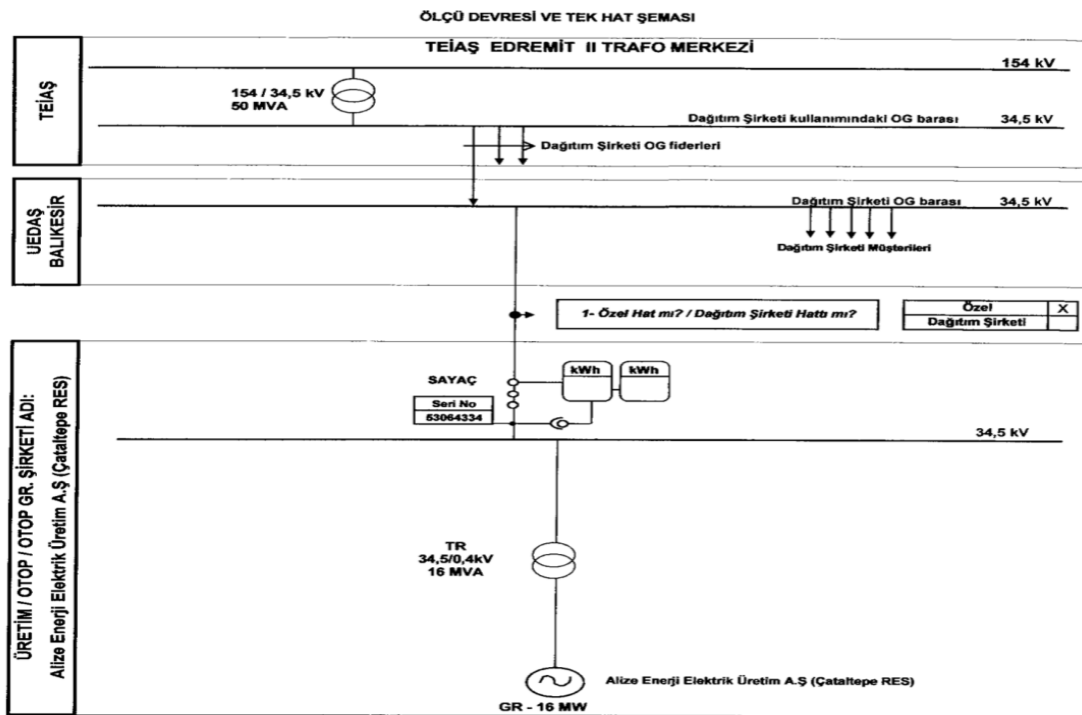 ÖLÇÜ DEVRESİ VE TEK HAT ŞEMASI
TEİAŞ
TEİAŞ EDREMİT II TRAFO MERKEZİ
154 kV
154 / 34,5 kV
50 MVA
Dağıtım Şirketi kullanımındaki OG barası
34,5 kV
Dağıtım Şirketi OG fiderleri
UEDAŞ
BALIKESİR
Dağıtım Şirketi OG barası
34,5 kV
Dağıtım Şirketi Müşterileri
1- Özel Hat mı? / Dağıtım Şirketi Hattı mı?
Özel X
Dağıtım Şirketi
ÜRETİM / OTOP / OTOP GR. ŞİRKETİ ADI:
Alize Enerji Elektrik Üretim A.Ş (Çataltepe RES)
SAYAÇ
Seri No
53064334
kWh
kWh
34,5 kV
TR
34,5/0,4kV
16 MVA
Alize Enerji Elektrik Üretim A.Ş (Çataltepe RES)
GR - 16 MW